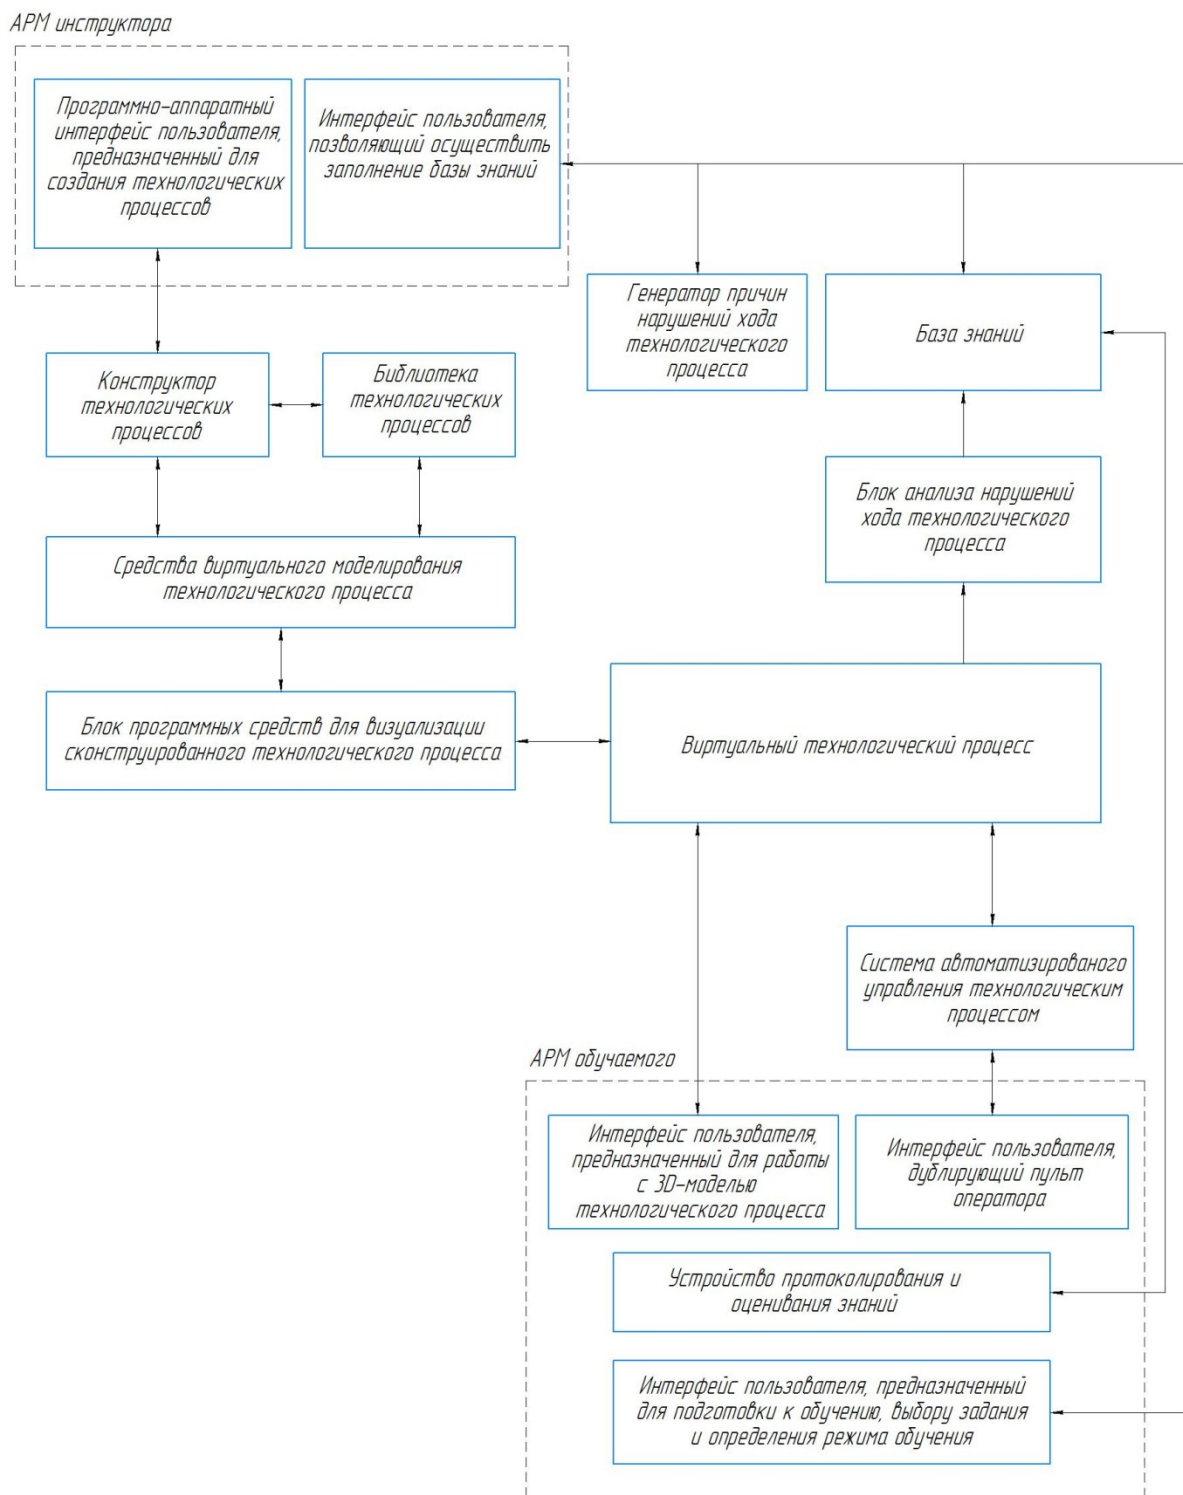 АРМ инструктора
Программно-аппаратный
интерфейс пользователя,
предназначенный для
создания технологических
процессов
Интерфейс пользователя,
позволяющий осуществить
заполнение базы знаний
Генератор причин
нарушений хода
технологического
процесса
База знаний
Конструктор
технологических
процессов
Библиотека
технологических
процессов
Блок анализа нарушений
хода технологического
процесса
Средства виртуального моделирования
технологического процесса
Блок программных средств для визуализации
сконструированного технологического процесса
Виртуальный технологический процесс
Система автоматизированого
управления технологическим
процессом
АРМ обучаемого
Интерфейс пользователя,
предназначенный для работы
с 3D-моделью
технологического процесса
Интерфейс пользователя,
дублирующий пульт
оператора
Устройство протоколирования и
оценивания знаний
Интерфейс пользователя, предназначенный
для подготовки к обучению, выбору задания
и определения режима обучения